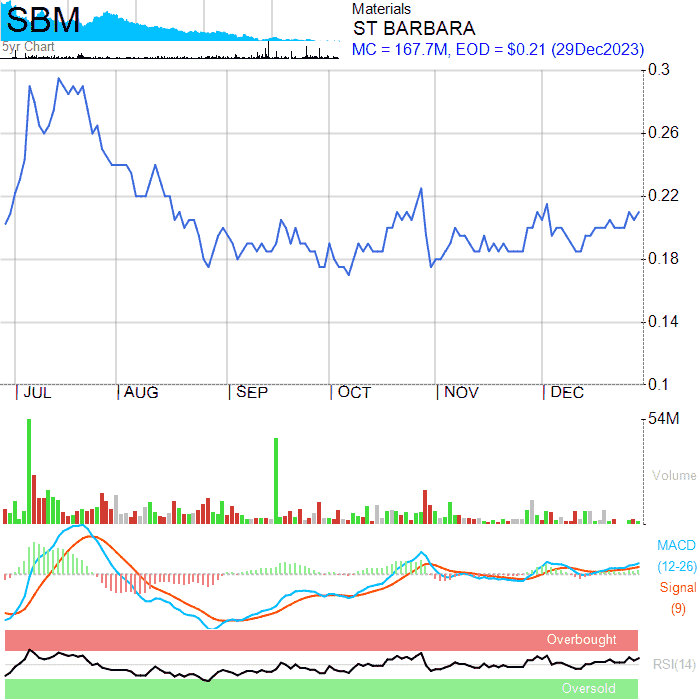 SBM
5yr Chart
Materials
ST BARBARA
MC = 167.7M, EOD = $0.21 (29Dec2023)
0.3
0.26
0.22
0.18
0.14
0.1
JUL AUG SEP OCT NOV DEC
54M
Volume
MACD
(12-26)
Signal
(9)
Overbought
RSI(14)
Oversold